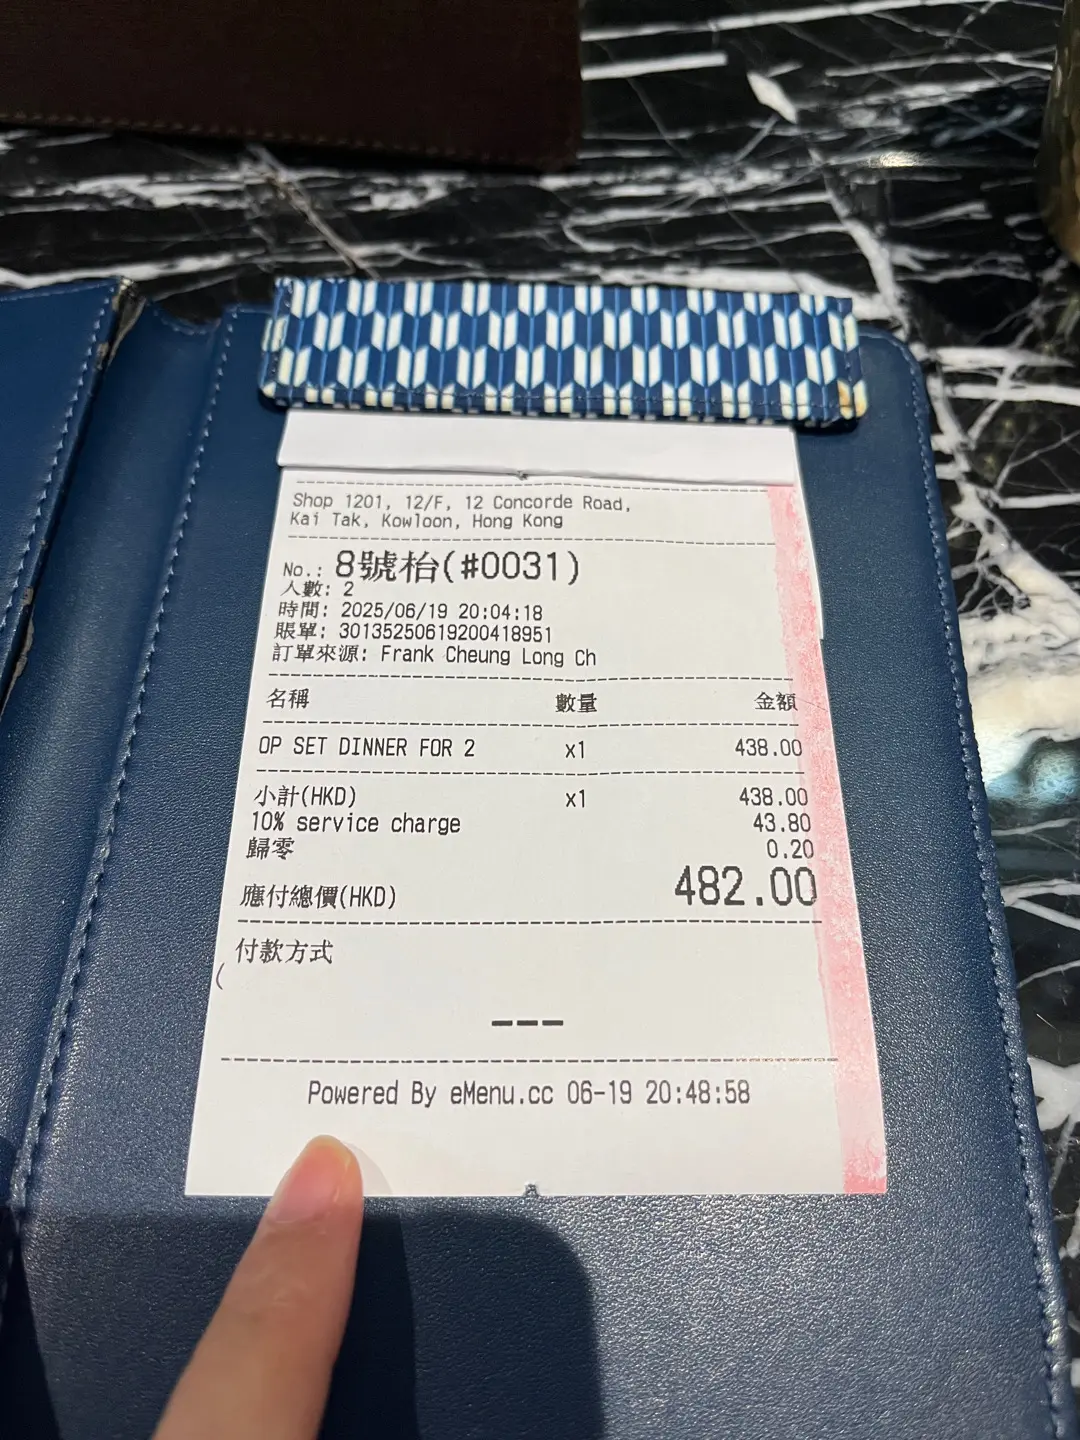 Shop 1201, 12/F, 12 Concorde Road,
Kai Tak, Kowloon, Hong Kong
No.: 8號枱(#0031)
人數: 2
時間: 2025/06/19 20:04:18
賬單: 30135250619200418951
訂單來源: Frank Cheung Long Ch
名稱 數量 金額
OP SET DINNER FOR 2 x1 438.00
小計(HKD) x1 438.00
10% service charge 43.80
歸零 0.20
應付總價(HKD) 482.00
付款方式
(
---
Powered By eMenu.cc 06-19 20:48:58